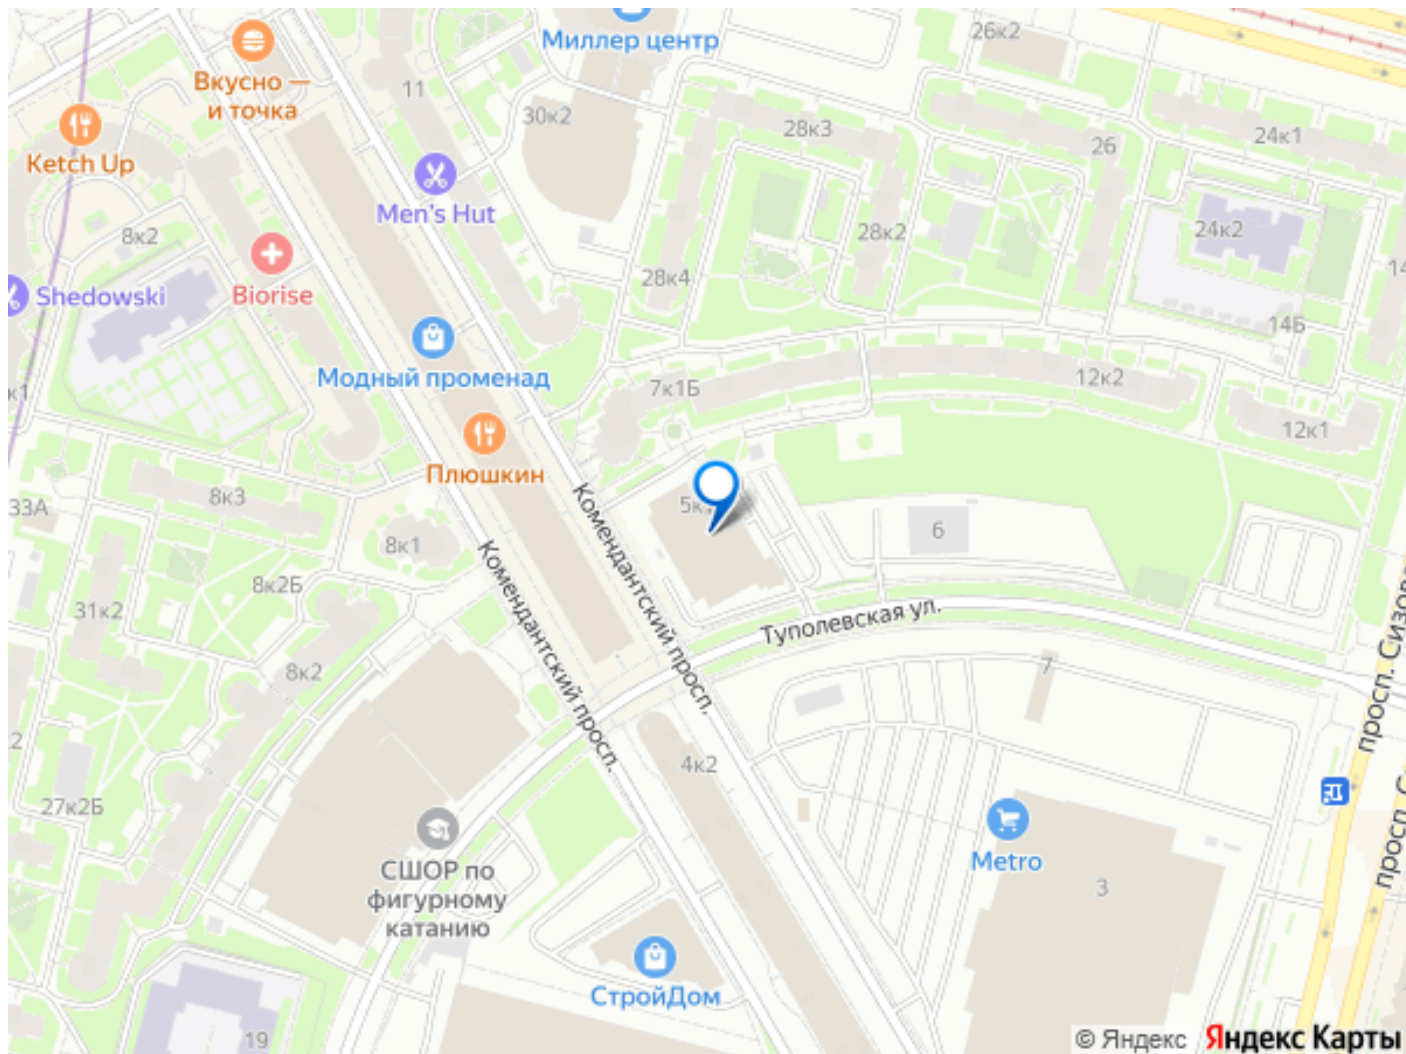 Миллер центр
26к2
Вкусно —
и точка
11
30к2
28к3
26
24к1
Ketch Up
Men's Hut
8к2
28к2
24к2
Biorise
Shedowski
28к4
14Б
Модный променад
7к1Б
12к2
12к1
Плюшкин
8к3
33А
8к1
6
Комендантский просп.
Комендантский просп.
8к2Б
31к2
Туполевская ул.
просп. Сизова
8к2
7
4к2
27к2Б
СШОР по
фигурному
катанию
Metro
3
СтройДом
19
© Яндекс
Яндекс Карты